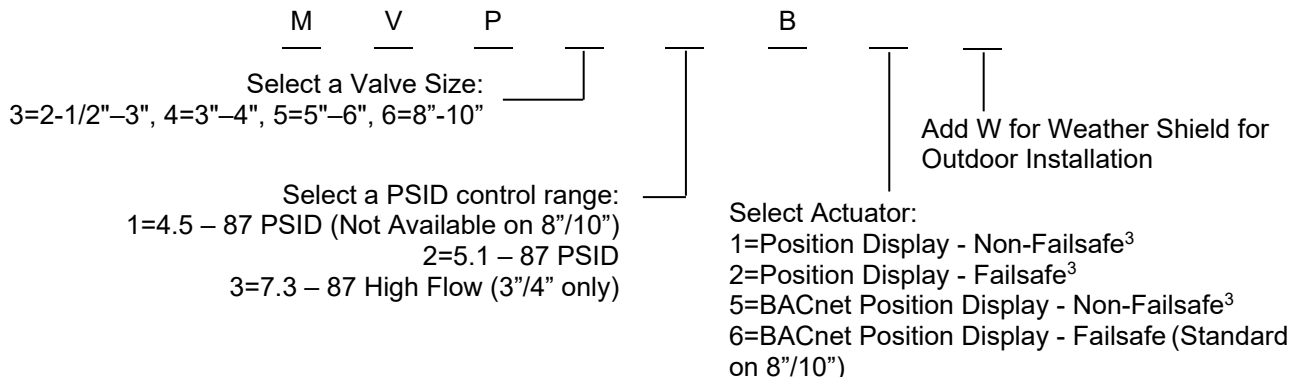 M V P B
Select a Valve Size:
3=2-1/2"–3", 4=3"–4", 5=5"–6", 6=8”-10”
Add W for Weather Shield for
Outdoor Installation
Select a PSID control range:
1=4.5 – 87 PSID (Not Available on 8”/10”)
2=5.1 – 87 PSID
3=7.3 – 87 High Flow (3”/4” only)
Select Actuator:
1=Position Display - Non-Failsafe³
2=Position Display - Failsafe³
5=BACnet Position Display - Non-Failsafe³
6=BACnet Position Display - Failsafe (Standard
on 8”/10”)